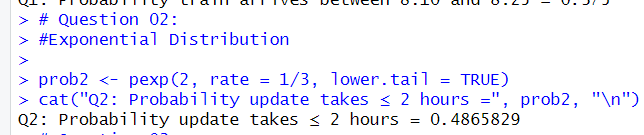 Q1: Probability train arrives between 8:10 and 8:25 = 0.375
> # Question 02:
> #Exponential Distribution
>
> prob2 <- pexp(2, rate = 1/3, lower.tail = TRUE)
> cat("Q2: Probability update takes ≤ 2 hours =", prob2, "\n")
Q2: Probability update takes ≤ 2 hours = 0.4865829